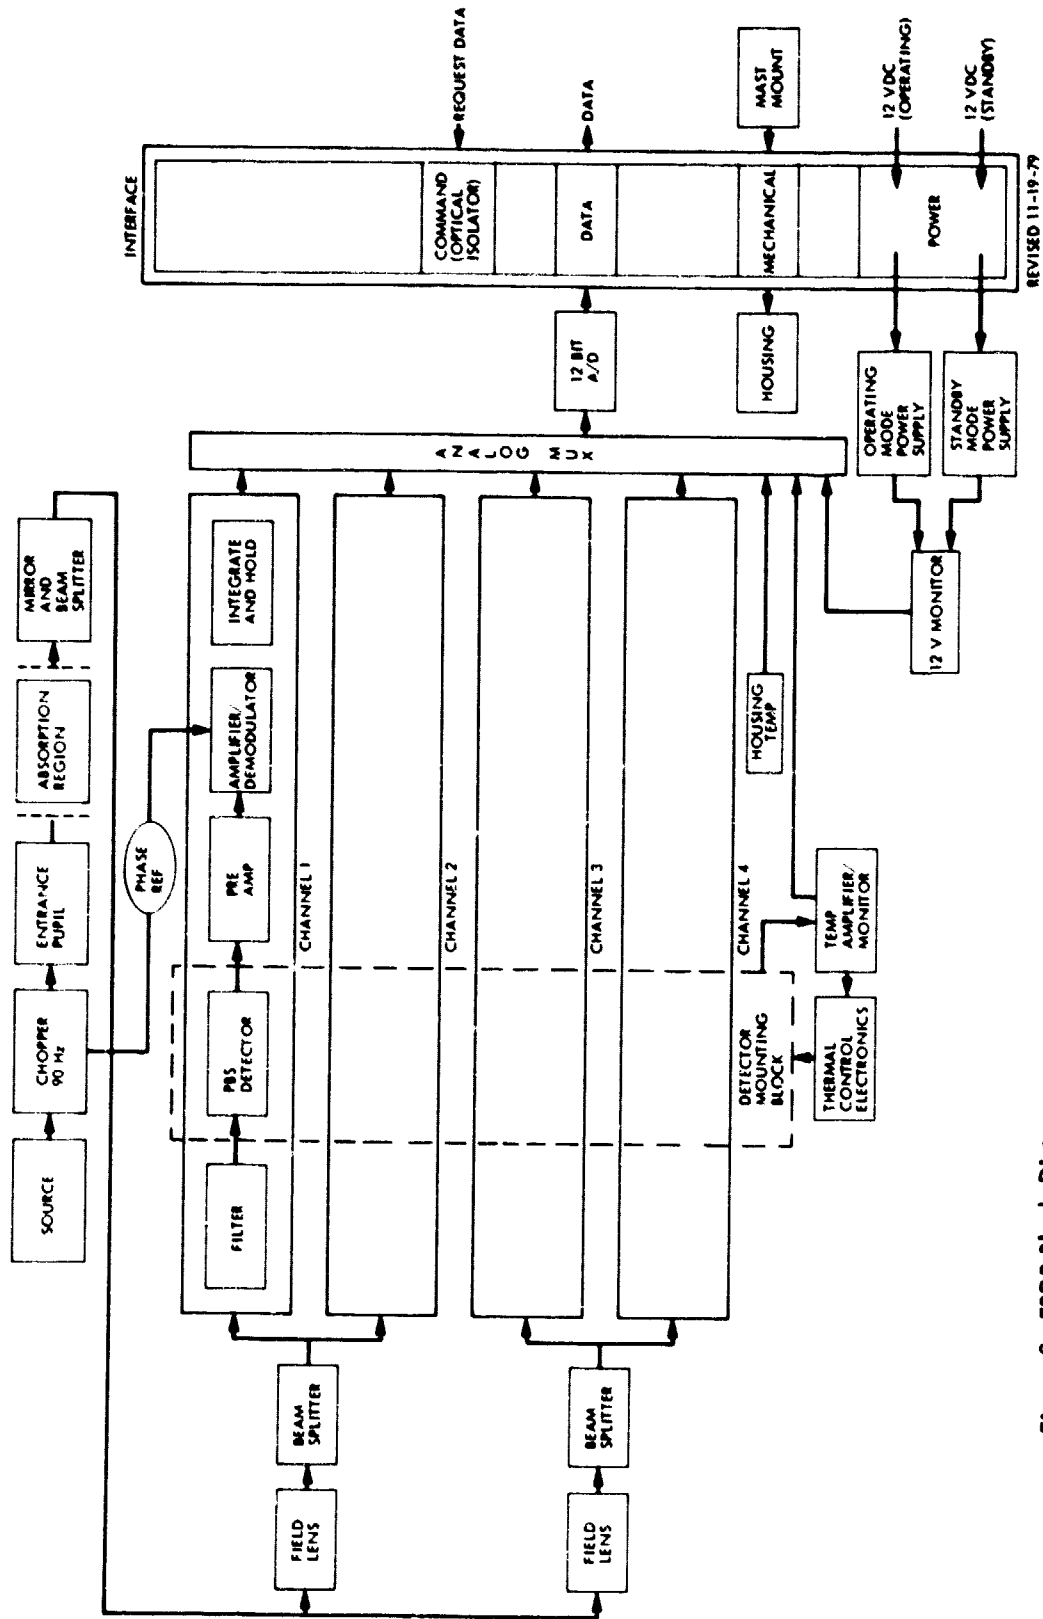 SOURCE
CHOPPER
90 Hz
ENTRANCE
PUPIL
ABSORPTION
REGION
MIRROR
AND
BEAM
SPLITTER
PHASE
REF
FIELD
LENS
BEAM
SPLITTER
FILTER
PBS
DETECTOR
PRE
AMP
AMPLIFIER/
DEMODULATOR
INTEGRATE
AND HOLD
CHANNEL 1
CHANNEL 2
FIELD
LENS
BEAM
SPLITTER
CHANNEL 3
CHANNEL 4
DETECTOR
MOUNTING
BLOCK
THERMAL
CONTROL
ELECTRONICS
TEMP
AMPLIFIER/
MONITOR
HOUSING
TEMP
12 V MONITOR
ANALOG MUX
12 BIT
A/D
HOUSING
OPERATING
MODE
POWER
SUPPLY
STANDBY
MODE
POWER
SUPPLY
INTERFACE
COMMAND
(OPTICAL
ISOLATOR)
DATA
MECHANICAL
POWER
REQUEST DATA
DATA
MAST
MOUNT
12 VDC
(OPERATING)
12 VDC
(STANDBY)
REVISED 11-19-79